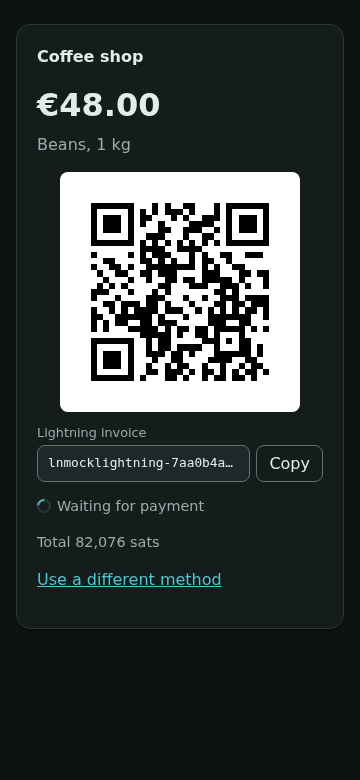 Coffee shop
€48.00
Beans, 1 kg
Lightning invoice
lnmocklightning-7aa0b4a…
Copy
Waiting for payment
Total 82,076 sats
Use a different method